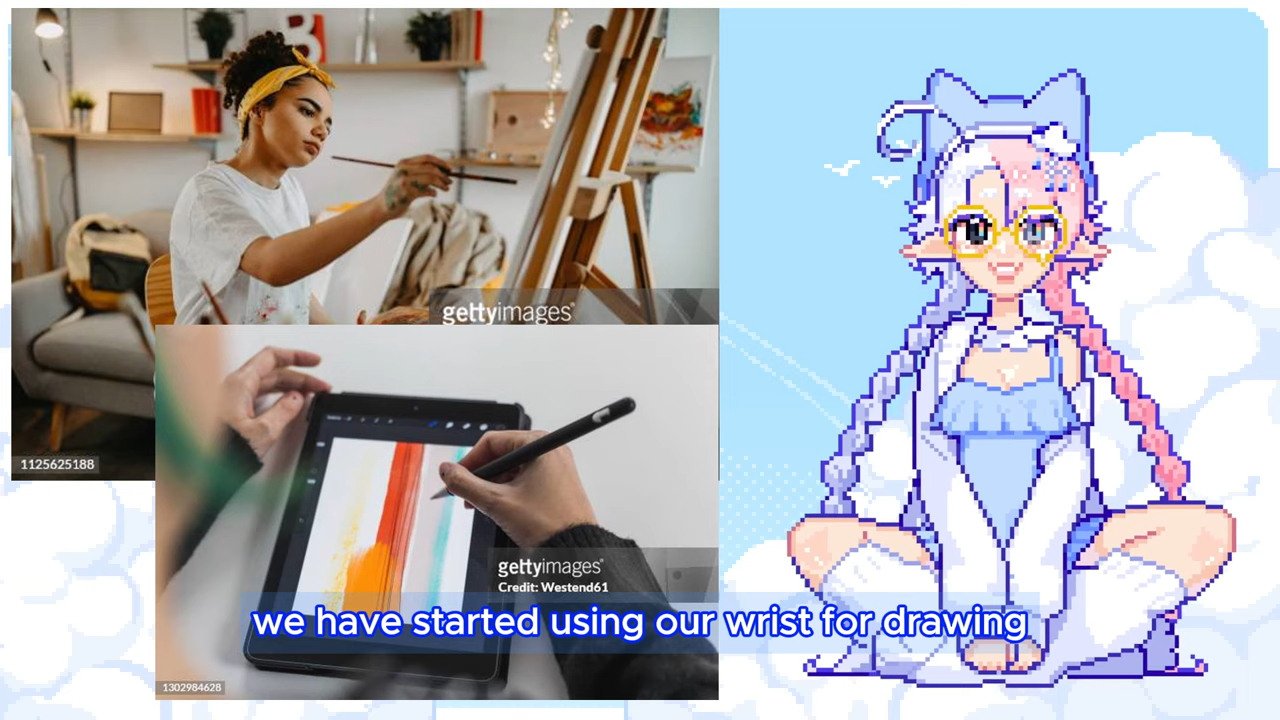 B
gettyimages®
1125625188
gettyimages®
Credit: Westend61
we have started using our wrist for drawing
1302984628